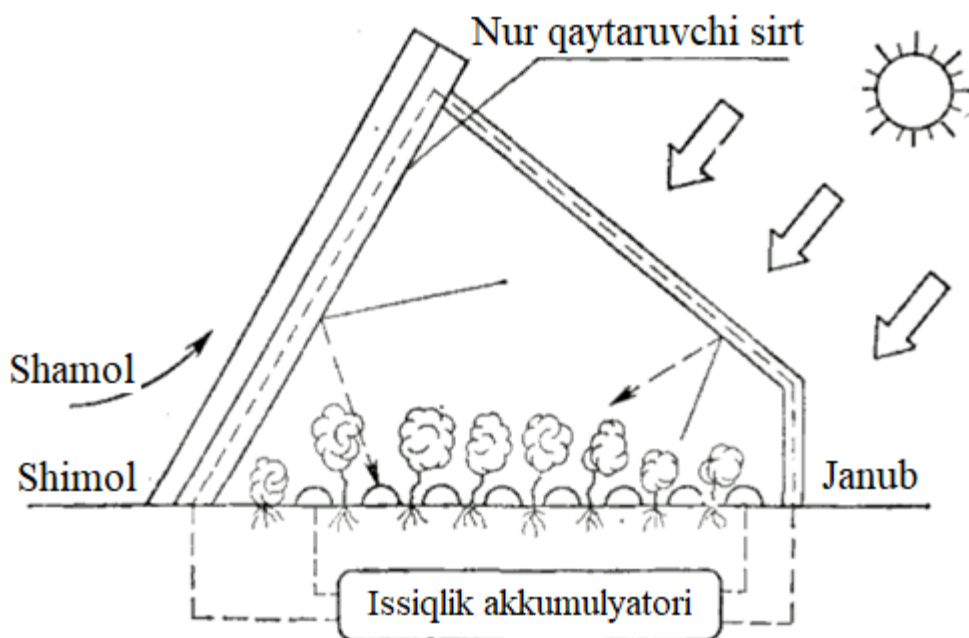 Nur qaytaruvchi sirt
Shamol
Shimol
Janub
Issiqlik akkumulyatori